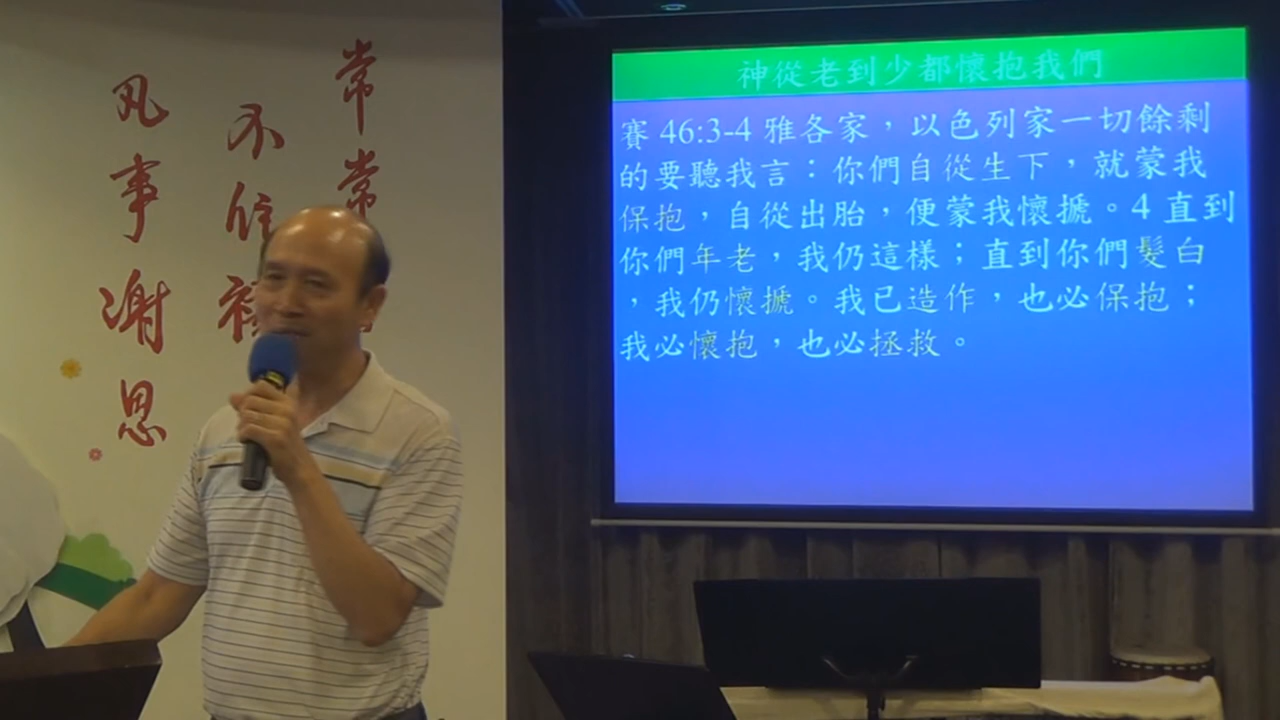 常常
不住禱
凡事謝恩
神從老到少都懷抱我們
賽 46:3-4 雅各家，以色列家一切餘剩
的要聽我言：你們自從生下，就蒙我
保抱，自從出胎，便蒙我懷搋。4 直到
你們年老，我仍這樣；直到你們髮白
，我仍懷搋。我已造作，也必保抱；
我必懷抱，也必拯救。